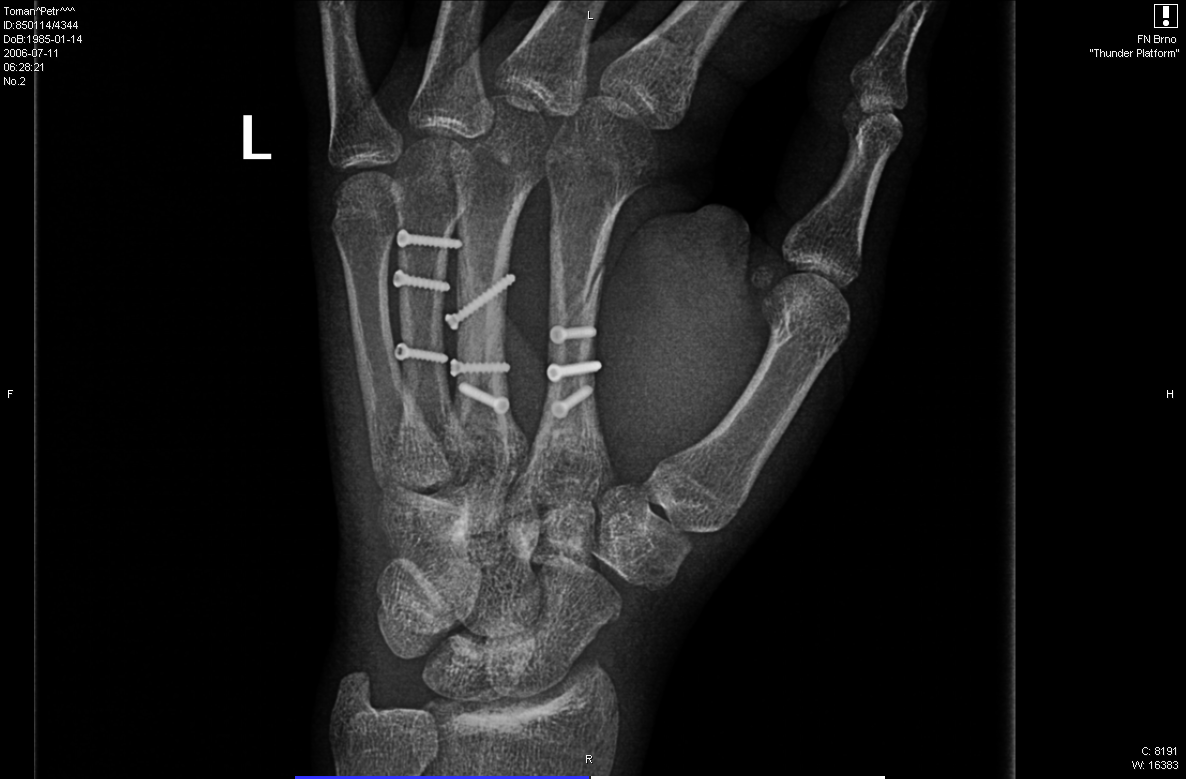 Toman^Petr^^^
ID:850114/4344
DoB:1985-01-14
2006-07-11
06:28:21
No.2
L
!
FN Brno
"Thunder Platform"
L
F
H
R
C: 8191
W: 16383